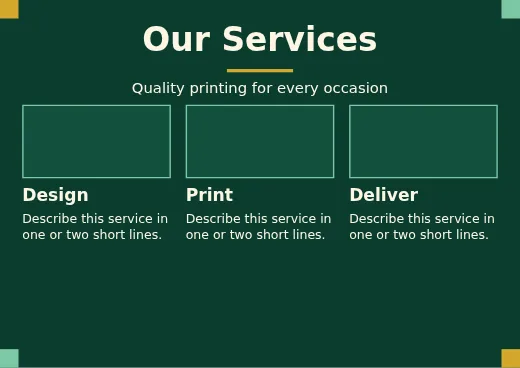 Our Services
Quality printing for every occasion
Design
Describe this service in
one or two short lines.
Print
Describe this service in
one or two short lines.
Deliver
Describe this service in
one or two short lines.